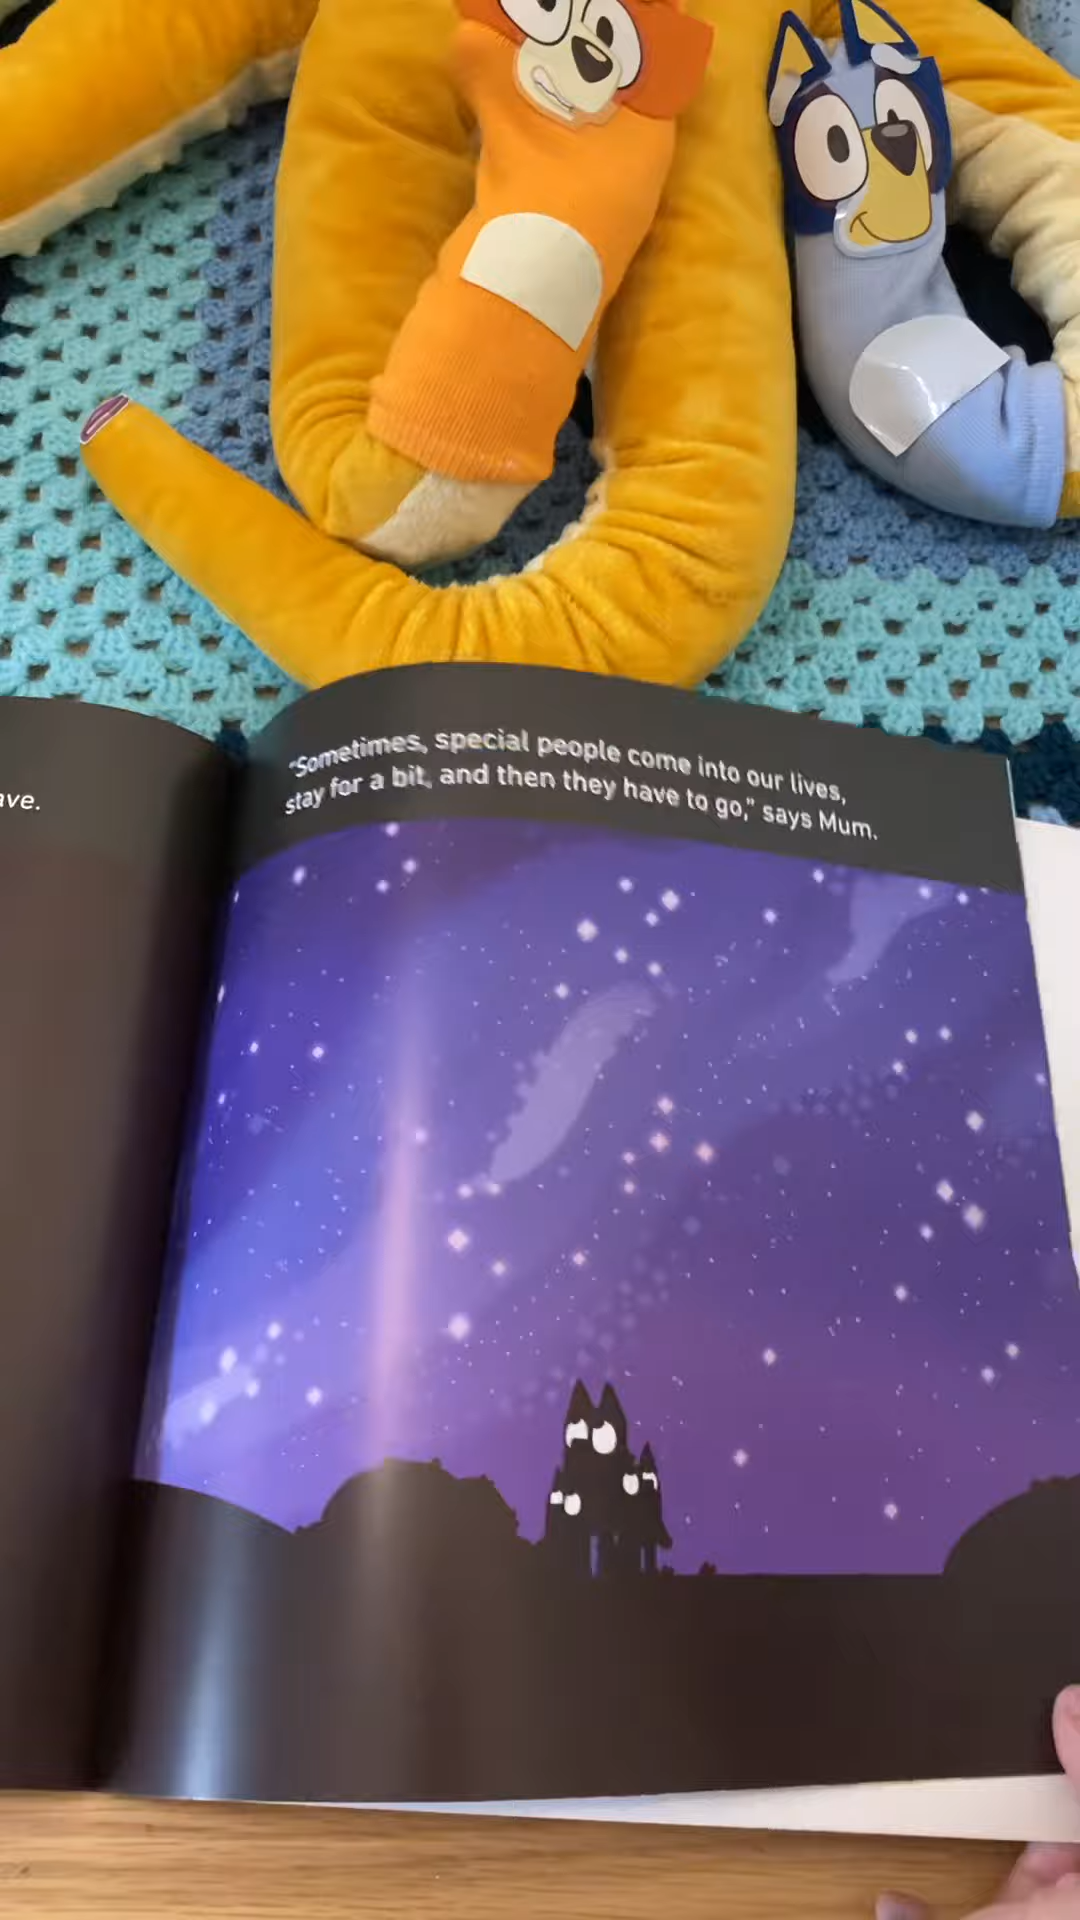 ave.
"Sometimes, special people come into our lives,
stay for a bit, and then they have to go," says Mum.